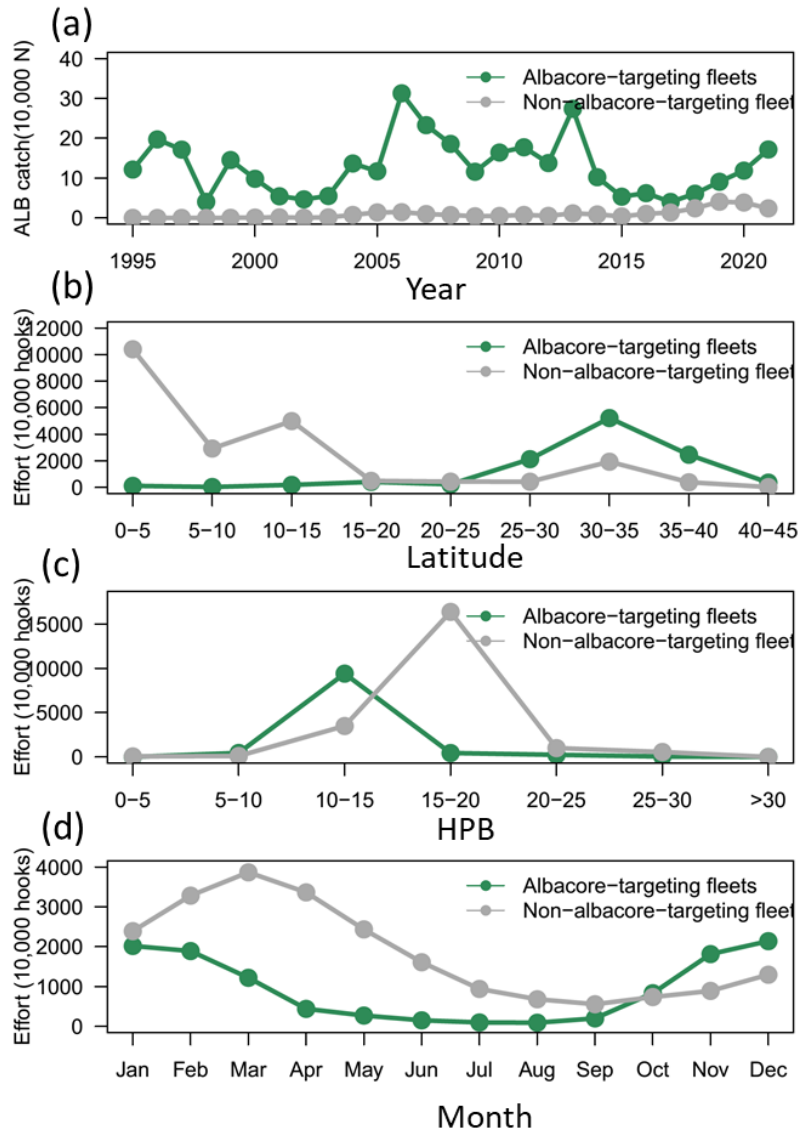 (a)
ALB catch(10,000 N)
40
30
20
10
0
Albacore-targeting fleets
Non-albacore-targeting fleet
1995 2000 2005 2010 2015 2020
Year
(b)
Effort (10,000 hooks)
12000
10000
8000
6000
4000
2000
0
Albacore-targeting fleets
Non-albacore-targeting fleet
0-5 5-10 10-15 15-20 20-25 25-30 30-35 35-40 40-45
Latitude
(c)
Effort (10,000 hooks)
15000
10000
5000
0
Albacore-targeting fleets
Non-albacore-targeting fleet
0-5 5-10 10-15 15-20 20-25 25-30 >30
HPB
(d)
Effort (10,000 hooks)
4000
3000
2000
1000
0
Albacore-targeting fleets
Non-albacore-targeting fleet
Jan Feb Mar Apr May Jun Jul Aug Sep Oct Nov Dec
Month